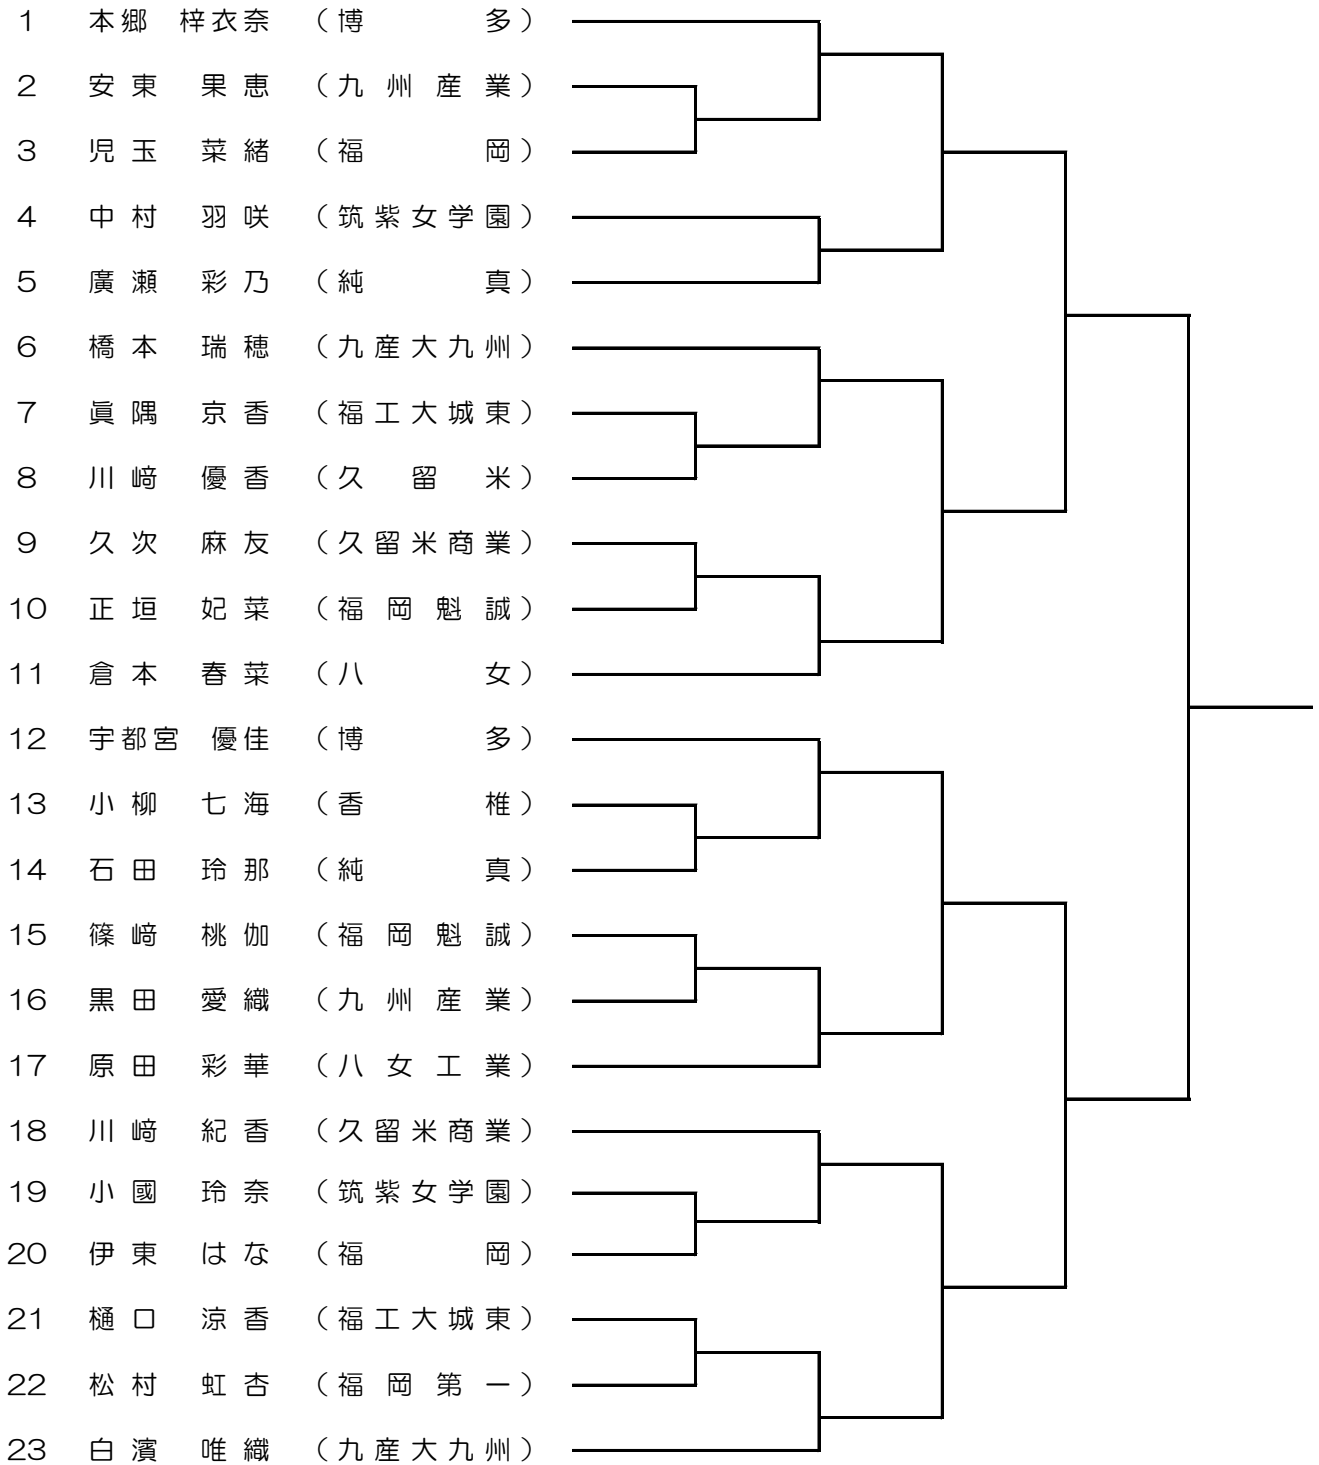 1 本郷 梓衣奈 （博多）
2 安東 果恵 （九州産業）
3 児玉 菜緒 （福岡）
4 中村 羽咲 （筑紫女学園）
5 廣瀬 彩乃 （純真）
6 橋本 瑞穂 （九産大九州）
7 眞隅 京香 （福工大城東）
8 川﨑 優香 （久留米）
9 久次 麻友 （久留米商業）
10 正垣 妃菜 （福岡魁誠）
11 倉本 春菜 （八女）
12 宇都宮 優佳 （博多）
13 小柳 七海 （香椎）
14 石田 玲那 （純真）
15 篠﨑 桃伽 （福岡魁誠）
16 黒田 愛織 （九州産業）
17 原田 彩華 （八女工業）
18 川﨑 紀香 （久留米商業）
19 小國 玲奈 （筑紫女学園）
20 伊東 はな （福岡）
21 樋口 涼香 （福工大城東）
22 松村 虹杏 （福岡第一）
23 白濱 唯織 （九産大九州）